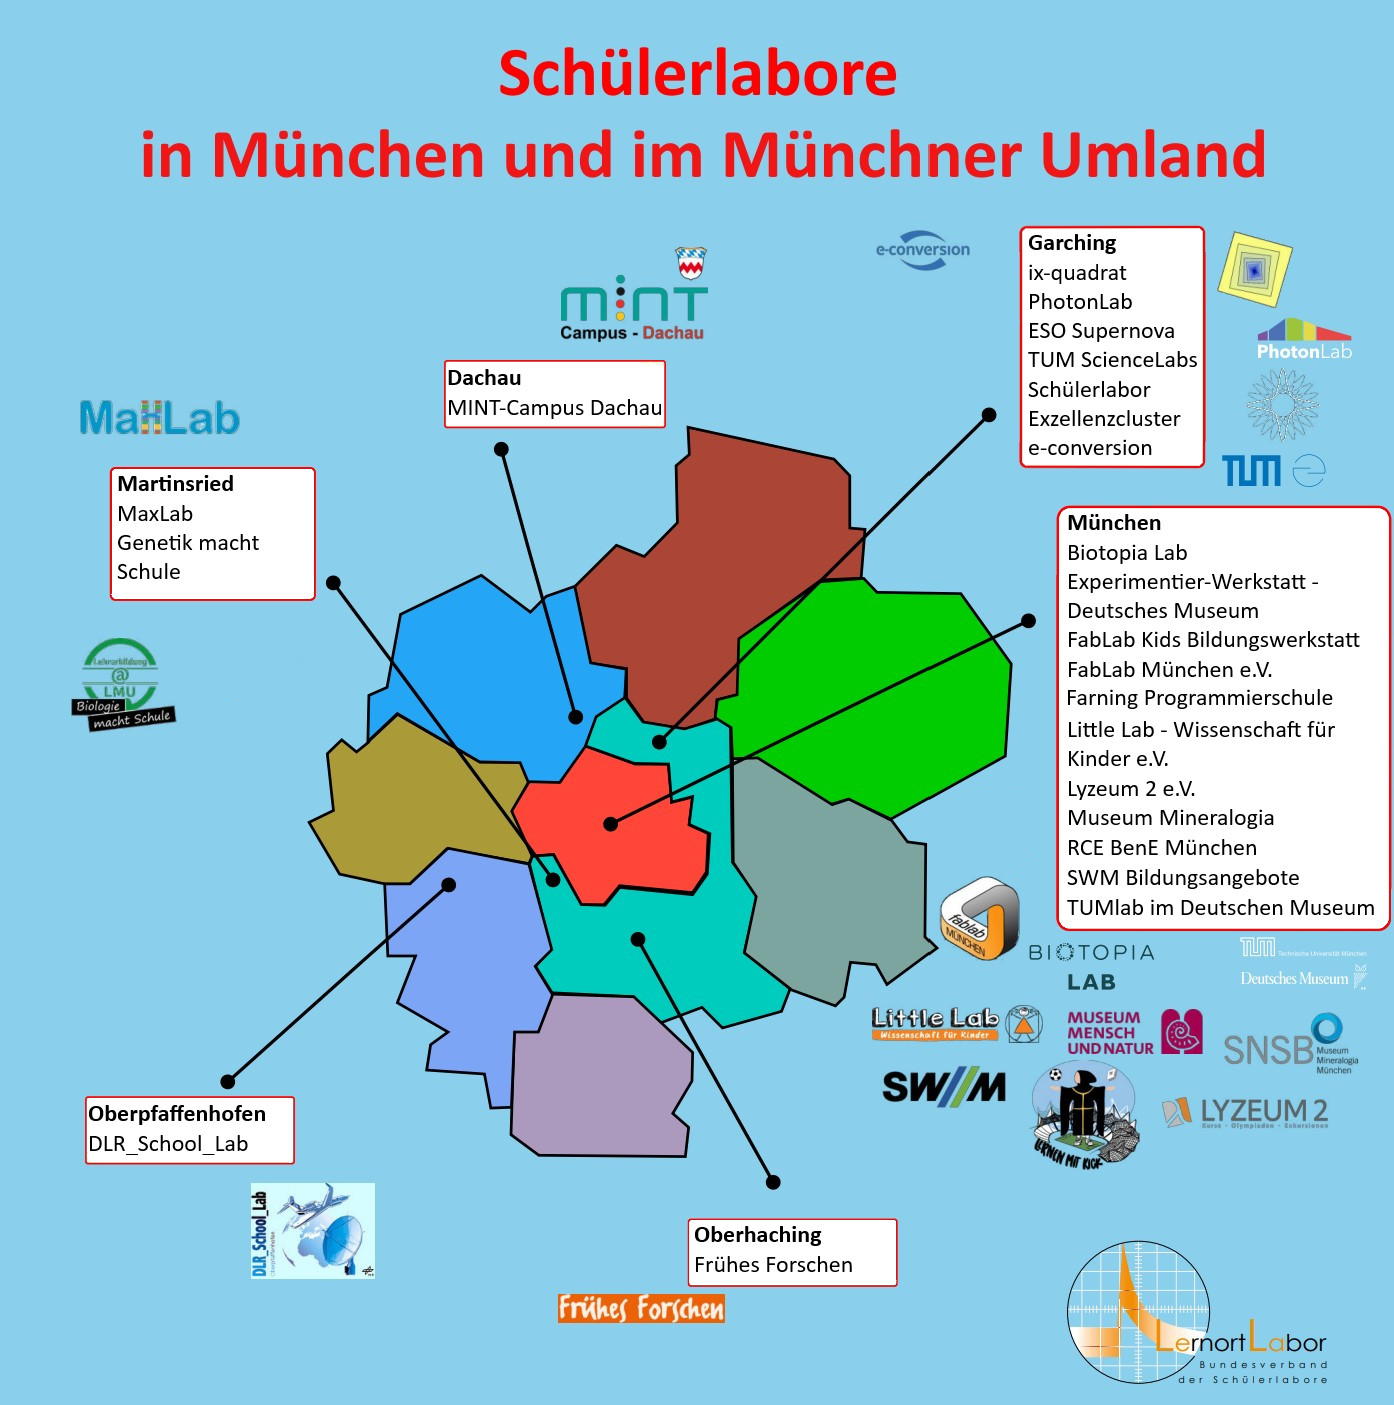 Schülerlabore
in München und im Münchner Umland
e-conversion
Garching
ix-quadrat
PhotonLab
ESO Supernova
TUM ScienceLabs
Schülerlabor
Exzellenzcluster
e-conversion
PhotonLab
TUM
MINT
Campus - Dachau
Dachau
MINT-Campus Dachau
MaxLab
Martinsried
MaxLab
Genetik macht
Schule
Lehrerbildung
@
LMU
Biologie
macht Schule
München
Biotopia Lab
Experimentier-Werkstatt -
Deutsches Museum
FabLab Kids Bildungswerkstatt
FabLab München e.V.
Farning Programmierschule
Little Lab - Wissenschaft für
Kinder e.V.
Lyzeum 2 e.V.
Museum Mineralogia
RCE BenE München
SWM Bildungsangebote
TUMlab im Deutschen Museum
fablab
MÜNCHEN
BIOTOPIA
LAB
TUM Technische Universität München
Deutsches Museum
Little Lab
Wissenschaft für Kinder
MUSEUM
MENSCH
UND NATUR
SNSB
Museum
Mineralogia
München
SWM
LERNEN MIT KICK
LYZEUM 2
Kurse · Olympiaden · Exkursionen
Oberpfaffenhofen
DLR_School_Lab
DLR_School_Lab
Oberpfaffenhofen
Oberhaching
Frühes Forschen
Frühes Forschen
LernortLabor
Bundesverband
der Schülerlabore